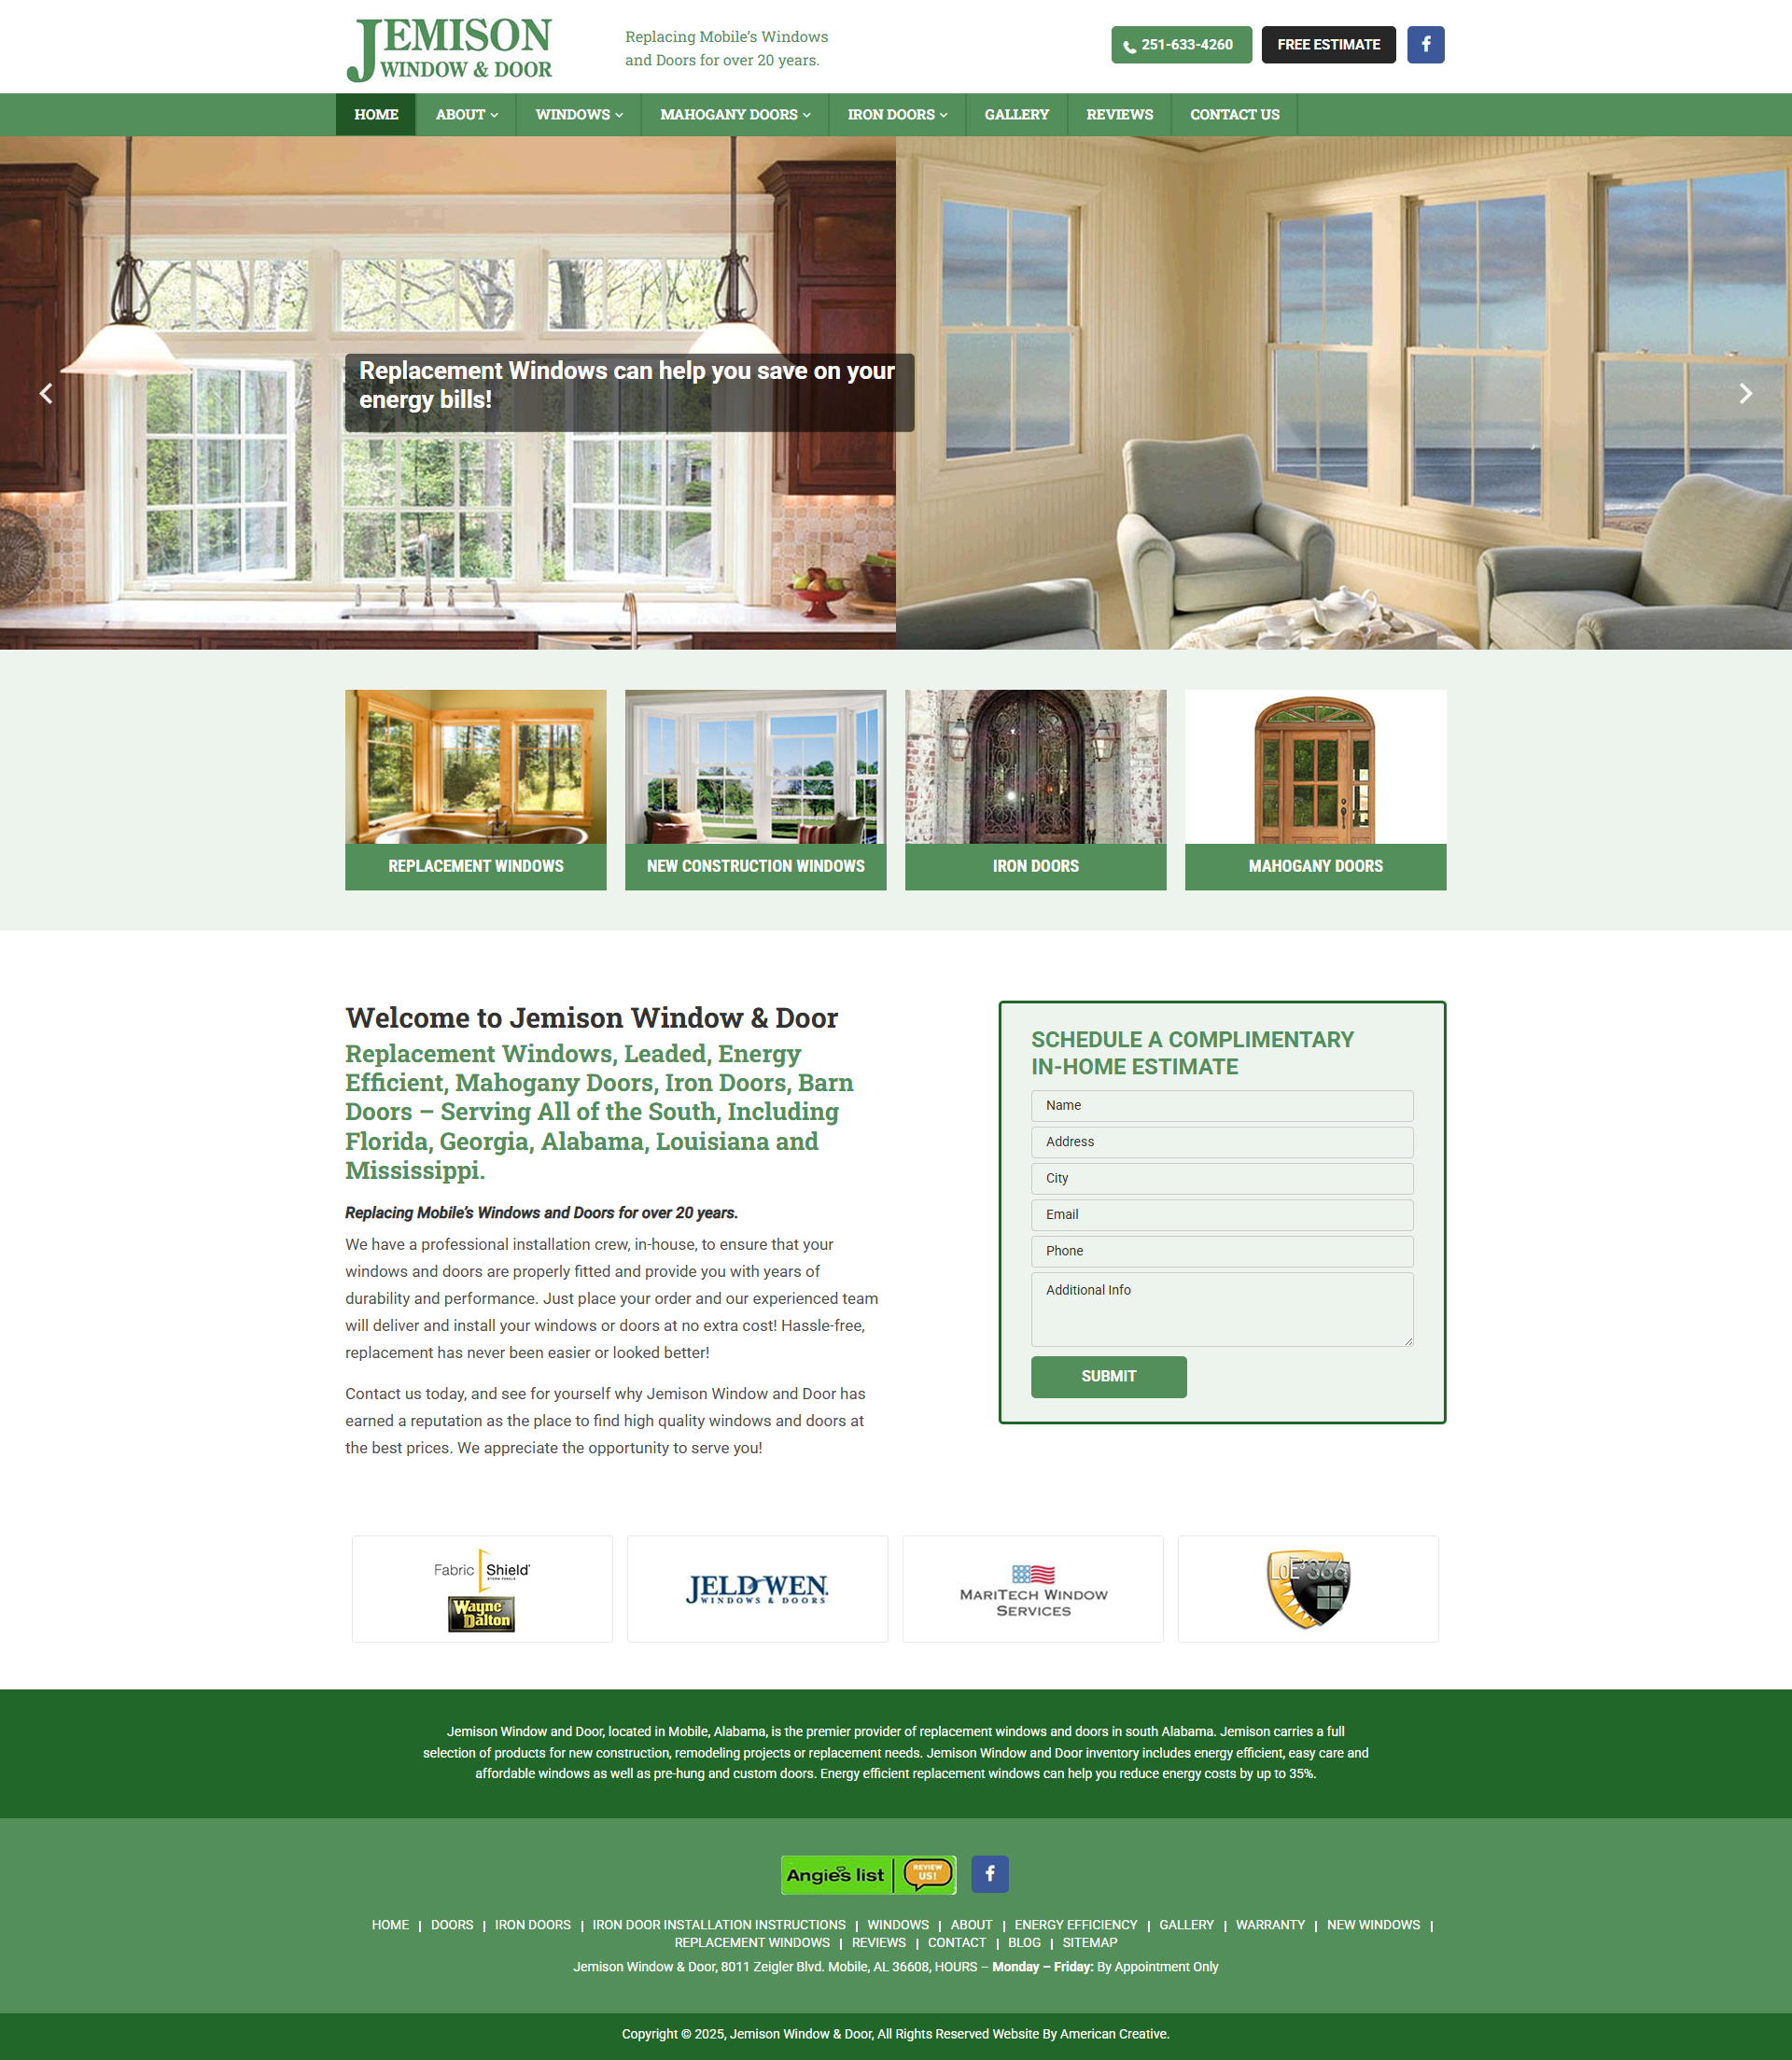 JEMISON
WINDOW & DOOR
Replacing Mobile's Windows
and Doors for over 20 years.
251-633-4260
FREE ESTIMATE
HOME
ABOUT
WINDOWS
MAHOGANY DOORS
IRON DOORS
GALLERY
REVIEWS
CONTACT US
Replacement Windows can help you save on your
energy bills!
REPLACEMENT WINDOWS
NEW CONSTRUCTION WINDOWS
IRON DOORS
MAHOGANY DOORS
Welcome to Jemison Window & Door
Replacement Windows, Leaded, Energy
Efficient, Mahogany Doors, Iron Doors, Barn
Doors – Serving All of the South, Including
Florida, Georgia, Alabama, Louisiana and
Mississippi.
Replacing Mobile's Windows and Doors for over 20 years.
We have a professional installation crew, in-house, to ensure that your
windows and doors are properly fitted and provide you with years of
durability and performance. Just place your order and our experienced team
will deliver and install your windows or doors at no extra cost! Hassle-free,
replacement has never been easier or looked better!
Contact us today, and see for yourself why Jemison Window and Door has
earned a reputation as the place to find high quality windows and doors at
the best prices. We appreciate the opportunity to serve you!
SCHEDULE A COMPLIMENTARY
IN-HOME ESTIMATE
Name
Address
City
Email
Phone
Additional Info
SUBMIT
Fabric Shield
STORM PANELS
Wayne
Dalton
JELD-WEN
WINDOWS & DOORS
MARITECH WINDOW
SERVICES
LoE³-366
Jemison Window and Door, located in Mobile, Alabama, is the premier provider of replacement windows and doors in south Alabama. Jemison carries a full
selection of products for new construction, remodeling projects or replacement needs. Jemison Window and Door inventory includes energy efficient, easy care and
affordable windows as well as pre-hung and custom doors. Energy efficient replacement windows can help you reduce energy costs by up to 35%.
Angie's list
REVIEW
US!
HOME | DOORS | IRON DOORS | IRON DOOR INSTALLATION INSTRUCTIONS | WINDOWS | ABOUT | ENERGY EFFICIENCY | GALLERY | WARRANTY | NEW WINDOWS |
REPLACEMENT WINDOWS | REVIEWS | CONTACT | BLOG | SITEMAP
Jemison Window & Door, 8011 Zeigler Blvd. Mobile, AL 36608, HOURS – Monday – Friday: By Appointment Only
Copyright © 2025, Jemison Window & Door, All Rights Reserved Website By American Creative.